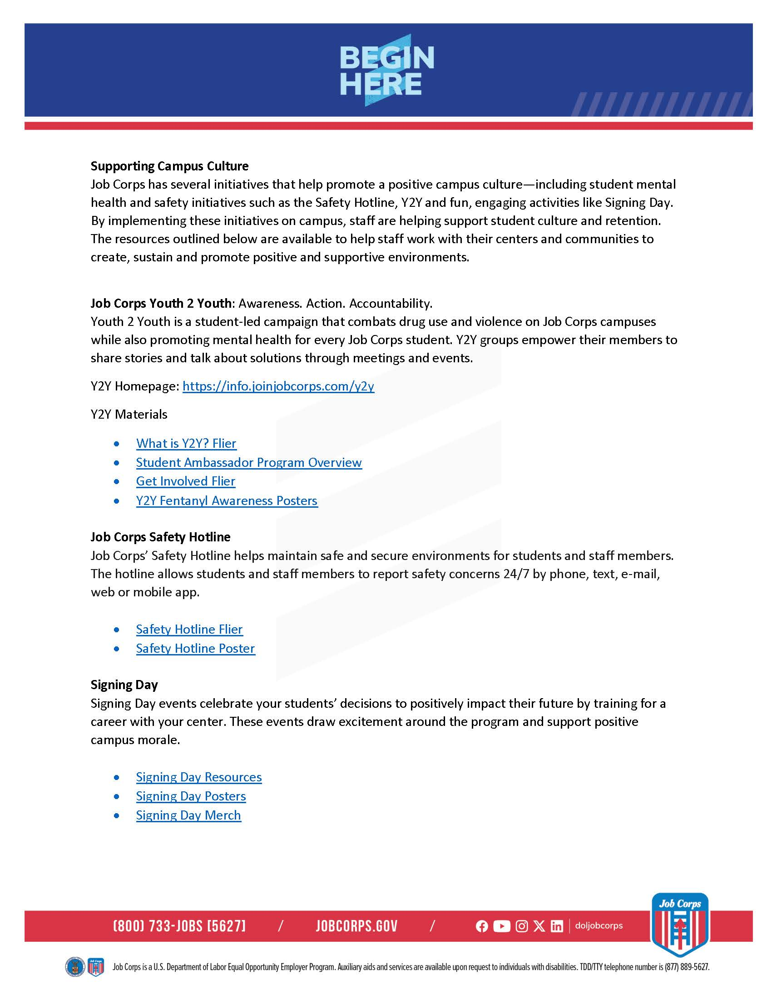 BEGIN
HERE
Supporting Campus Culture
Job Corps has several initiatives that help promote a positive campus culture—including student mental
health and safety initiatives such as the Safety Hotline, Y2Y and fun, engaging activities like Signing Day.
By implementing these initiatives on campus, staff are helping support student culture and retention.
The resources outlined below are available to help staff work with their centers and communities to
create, sustain and promote positive and supportive environments.
Job Corps Youth 2 Youth: Awareness. Action. Accountability.
Youth 2 Youth is a student-led campaign that combats drug use and violence on Job Corps campuses
while also promoting mental health for every Job Corps student. Y2Y groups empower their members to
share stories and talk about solutions through meetings and events.
Y2Y Homepage: https://info.joinjobcorps.com/y2y
Y2Y Materials
• What is Y2Y? Flier
• Student Ambassador Program Overview
• Get Involved Flier
• Y2Y Fentanyl Awareness Posters
Job Corps Safety Hotline
Job Corps’ Safety Hotline helps maintain safe and secure environments for students and staff members.
The hotline allows students and staff members to report safety concerns 24/7 by phone, text, e-mail,
web or mobile app.
• Safety Hotline Flier
• Safety Hotline Poster
Signing Day
Signing Day events celebrate your students’ decisions to positively impact their future by training for a
career with your center. These events draw excitement around the program and support positive
campus morale.
• Signing Day Resources
• Signing Day Posters
• Signing Day Merch
Job Corps
(800) 733-JOBS [5627] / JOBCORPS.GOV / doljobcorps
Job Corps
Job Corps is a U.S. Department of Labor Equal Opportunity Employer Program. Auxiliary aids and services are available upon request to individuals with disabilities. TDD/TTY telephone number is (877) 889-5627.